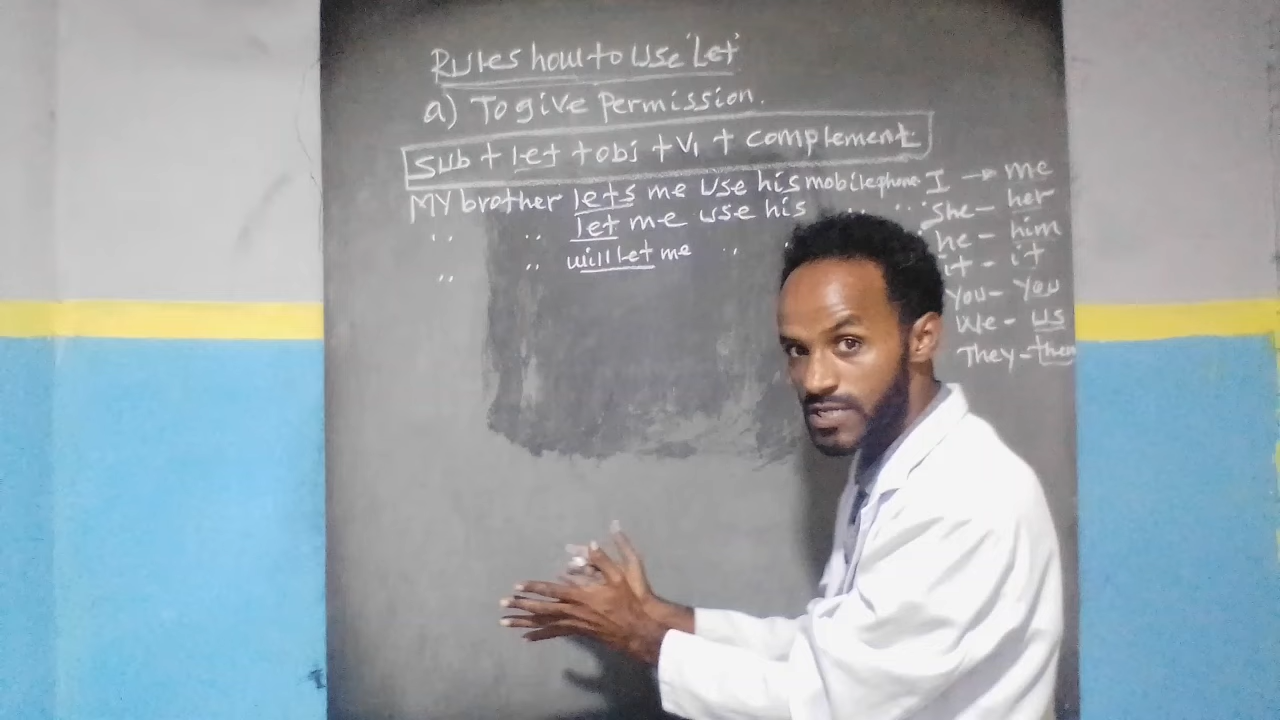 Rules how to use 'Let'
a) To give Permission.
Sub + let + obj + V1 + complement.
MY brother lets me use his mobilephone.
" " let me use his " "
" " will let me " "
I → me
She - her
he - him
it - it
You - You
We - us
They - them